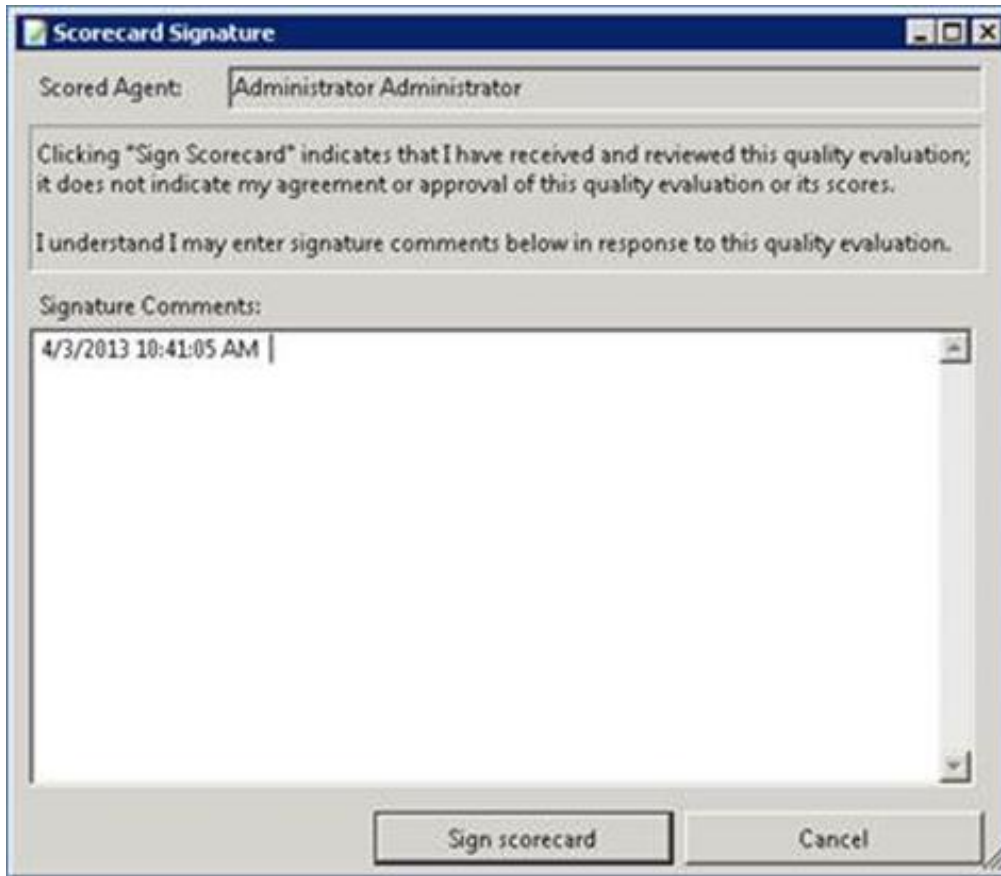 Scorecard Signature
Scored Agent: Administrator Administrator
Clicking "Sign Scorecard" indicates that I have received and reviewed this quality evaluation;
it does not indicate my agreement or approval of this quality evaluation or its scores.
I understand I may enter signature comments below in response to this quality evaluation.
Signature Comments:
4/3/2013 10:41:05 AM
Sign scorecard Cancel